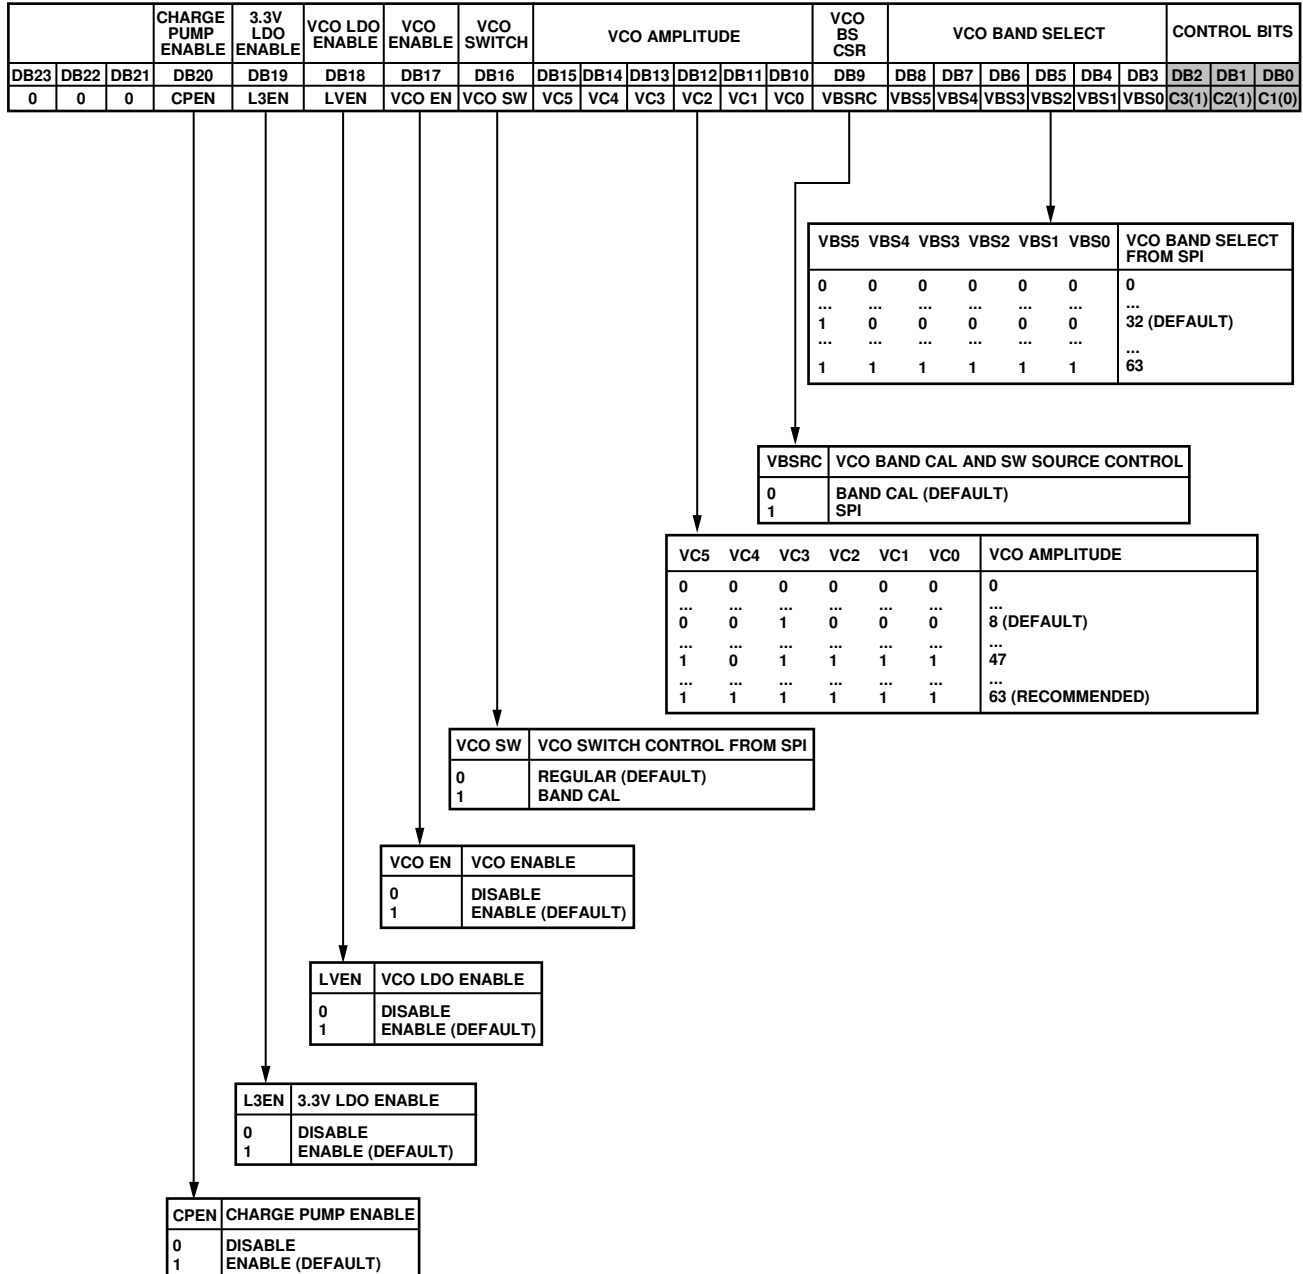 CHARGE PUMP ENABLE 3.3V LDO ENABLE VCO LDO ENABLE VCO ENABLE VCO SWITCH VCO AMPLITUDE VCO BS CSR VCO BAND SELECT CONTROL BITS
DB23 DB22 DB21 DB20 DB19 DB18 DB17 DB16 DB15 DB14 DB13 DB12 DB11 DB10 DB9 DB8 DB7 DB6 DB5 DB4 DB3 DB2 DB1 DB0
0 0 0 CPEN L3EN LVEN VCO EN VCO SW VC5 VC4 VC3 VC2 VC1 VC0 VBSRC VBS5 VBS4 VBS3 VBS2 VBS1 VBS0 C3(1) C2(1) C1(0)
VBS5 VBS4 VBS3 VBS2 VBS1 VBS0 VCO BAND SELECT FROM SPI
0 0 0 0 0 0 0
... ... ... ... ... ... ...
1 0 0 0 0 0 32 (DEFAULT)
... ... ... ... ... ... ...
1 1 1 1 1 1 63
VBSRC VCO BAND CAL AND SW SOURCE CONTROL
0 BAND CAL (DEFAULT)
1 SPI
VC5 VC4 VC3 VC2 VC1 VC0 VCO AMPLITUDE
0 0 0 0 0 0 0
... ... ... ... ... ... ...
0 0 1 0 0 0 8 (DEFAULT)
... ... ... ... ... ... ...
1 0 1 1 1 1 47
... ... ... ... ... ... ...
1 1 1 1 1 1 63 (RECOMMENDED)
VCO SW VCO SWITCH CONTROL FROM SPI
0 REGULAR (DEFAULT)
1 BAND CAL
VCO EN VCO ENABLE
0 DISABLE
1 ENABLE (DEFAULT)
LVEN VCO LDO ENABLE
0 DISABLE
1 ENABLE (DEFAULT)
L3EN 3.3V LDO ENABLE
0 DISABLE
1 ENABLE (DEFAULT)
CPEN CHARGE PUMP ENABLE
0 DISABLE
1 ENABLE (DEFAULT)